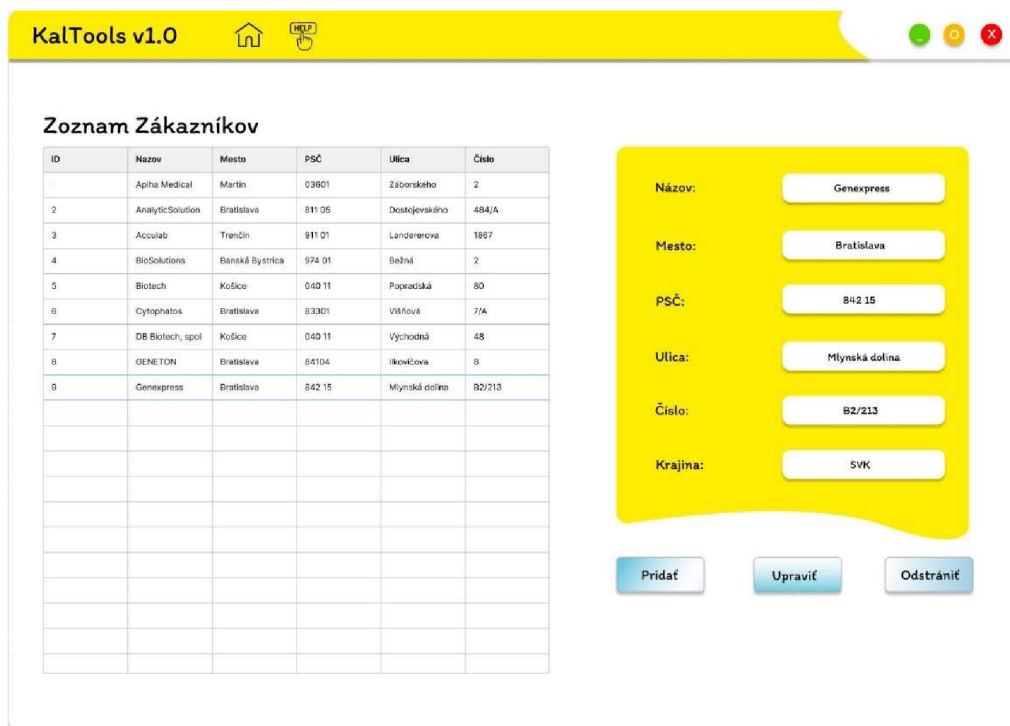 KalTools v1.0 HELP _ O X
Zoznam Zákazníkov
ID Nazov Mesto PSČ Ulica Číslo
Aplha Medical Martin 03601 Záborského 2
2 AnalyticSolution Bratislava 811 05 Dostojevského 484/A
3 Acculab Trenčín 911 01 Landererova 1867
4 BioSolutions Banská Bystrica 974 01 Bežná 2
5 Biotech Košice 040 11 Popradská 80
6 Cytophatos Bratislava 83301 Višňová 7/A
7 DB Biotech, spol Košice 040 11 Východná 48
8 GENETON Bratislava 84104 Ilkovičova 8
9 Genexpress Bratislava 842 15 Mlynská dolina B2/213
Názov: Genexpress
Mesto: Bratislava
PSČ: 842 15
Ulica: Mlynská dolina
Číslo: B2/213
Krajina: SVK
Pridať Upraviť Odstrániť